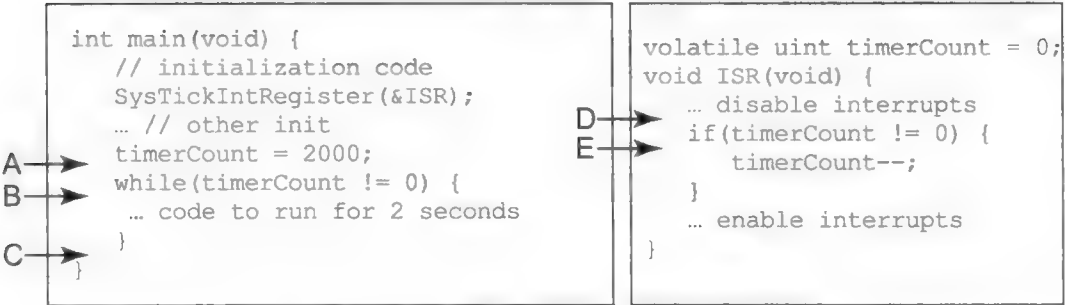 int main(void) {
// initialization code
SysTickIntRegister(&ISR);
… // other init
timerCount = 2000;
while(timerCount != 0) {
… code to run for 2 seconds
}
}
A
B
C
volatile uint timerCount = 0;
void ISR(void) {
… disable interrupts
if(timerCount != 0) {
timerCount--;
}
… enable interrupts
}
D
E